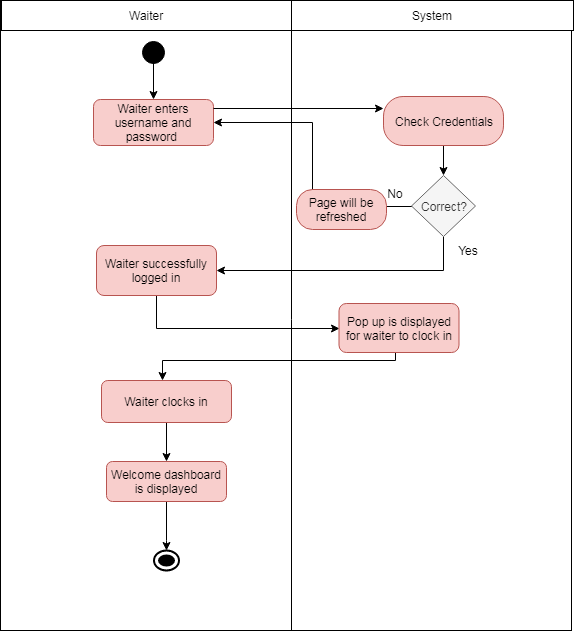 Waiter
System
Waiter enters
username and
password
Check Credentials
Correct?
No
Page will be
refreshed
Yes
Waiter successfully
logged in
Pop up is displayed
for waiter to clock in
Waiter clocks in
Welcome dashboard
is displayed